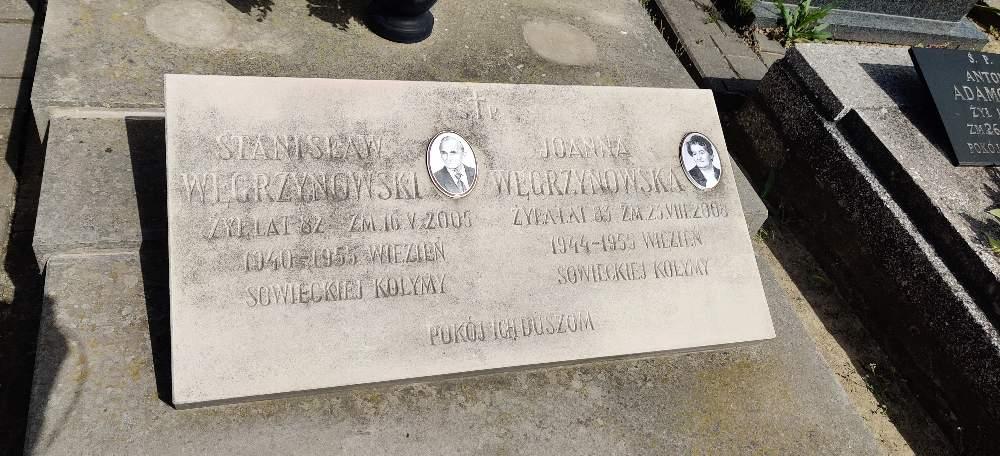 Ś P
STANISŁAW
WĘGRZYNOWSKI
ŻYŁ LAT 82 ZM. 16 V 2005
1940-1955 WIĘZIEŃ
SOWIECKIEJ KOŁYMY
JOANNA
WĘGRZYNOWSKA
ŻYŁA LAT 83 ZM. 23 VIII 2008
1944-1955 WIĘZIEŃ
SOWIECKIEJ KOŁYMY
POKÓJ ICH DUSZOM
Ś. P.
ŻYŁ
POKÓJ